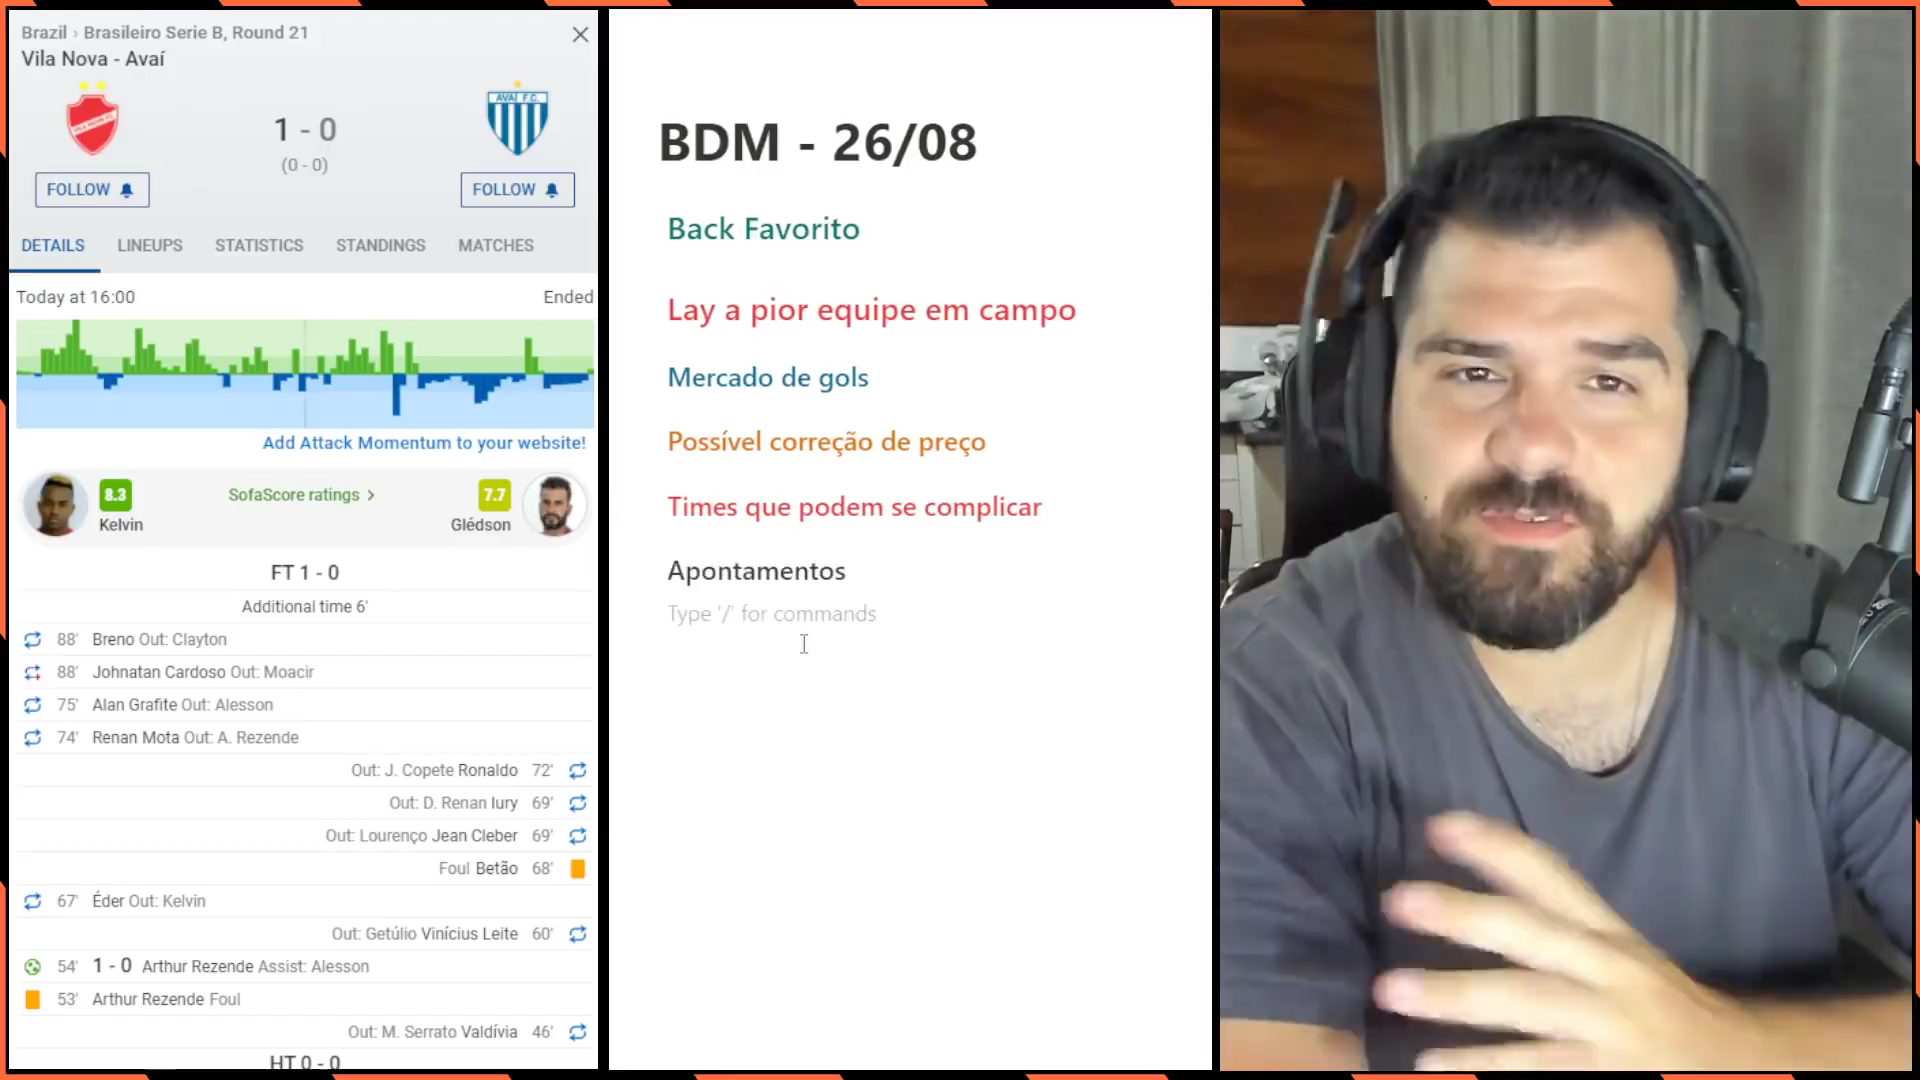 Brazil › Brasileiro Serie B, Round 21
Vila Nova - Avaí
AVAÍ F.C.
1 - 0
(0 - 0)
FOLLOW
FOLLOW
DETAILS LINEUPS STATISTICS STANDINGS MATCHES
Today at 16:00 Ended
Add Attack Momentum to your website!
8.3 Kelvin
SofaScore ratings >
7.7 Glédson
FT 1 - 0
Additional time 6'
88' Breno Out: Clayton
88' Johnatan Cardoso Out: Moacir
75' Alan Grafite Out: Alesson
74' Renan Mota Out: A. Rezende
Out: J. Copete Ronaldo 72'
Out: D. Renan Iury 69'
Out: Lourenço Jean Cleber 69'
Foul Betão 68'
67' Éder Out: Kelvin
Out: Getúlio Vinícius Leite 60'
54' 1 - 0 Arthur Rezende Assist: Alesson
53' Arthur Rezende Foul
Out: M. Serrato Valdívia 46'
HT 0 - 0
BDM - 26/08
Back Favorito
Lay a pior equipe em campo
Mercado de gols
Possível correção de preço
Times que podem se complicar
Apontamentos
Type '/' for commands